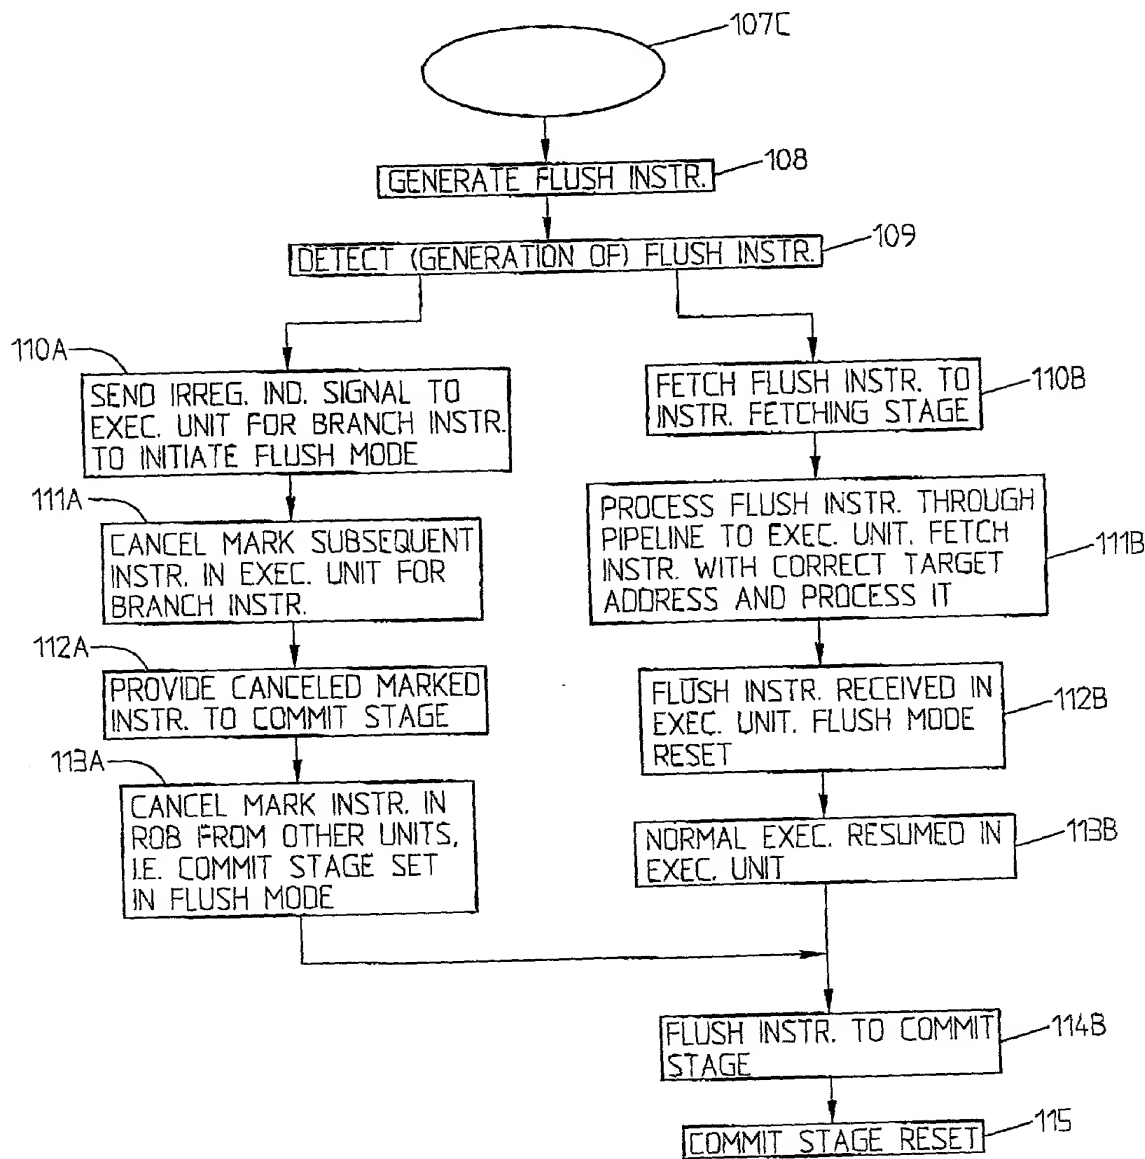 107C
GENERATE FLUSH INSTR.
108
DETECT (GENERATION OF) FLUSH INSTR.
109
110A
SEND IRREG. IND. SIGNAL TO
EXEC. UNIT FOR BRANCH INSTR.
TO INITIATE FLUSH MODE
111A
CANCEL MARK SUBSEQUENT
INSTR. IN EXEC. UNIT FOR
BRANCH INSTR.
112A
PROVIDE CANCELED MARKED
INSTR. TO COMMIT STAGE
113A
CANCEL MARK INSTR. IN
ROB FROM OTHER UNITS,
I.E. COMMIT STAGE SET
IN FLUSH MODE
FETCH FLUSH INSTR. TO
INSTR. FETCHING STAGE
110B
PROCESS FLUSH INSTR. THROUGH
PIPELINE TO EXEC. UNIT. FETCH
INSTR. WITH CORRECT TARGET
ADDRESS AND PROCESS IT
111B
FLUSH INSTR. RECEIVED IN
EXEC. UNIT. FLUSH MODE
RESET
112B
NORMAL EXEC. RESUMED IN
EXEC. UNIT
113B
FLUSH INSTR. TO COMMIT
STAGE
114B
COMMIT STAGE RESET
115